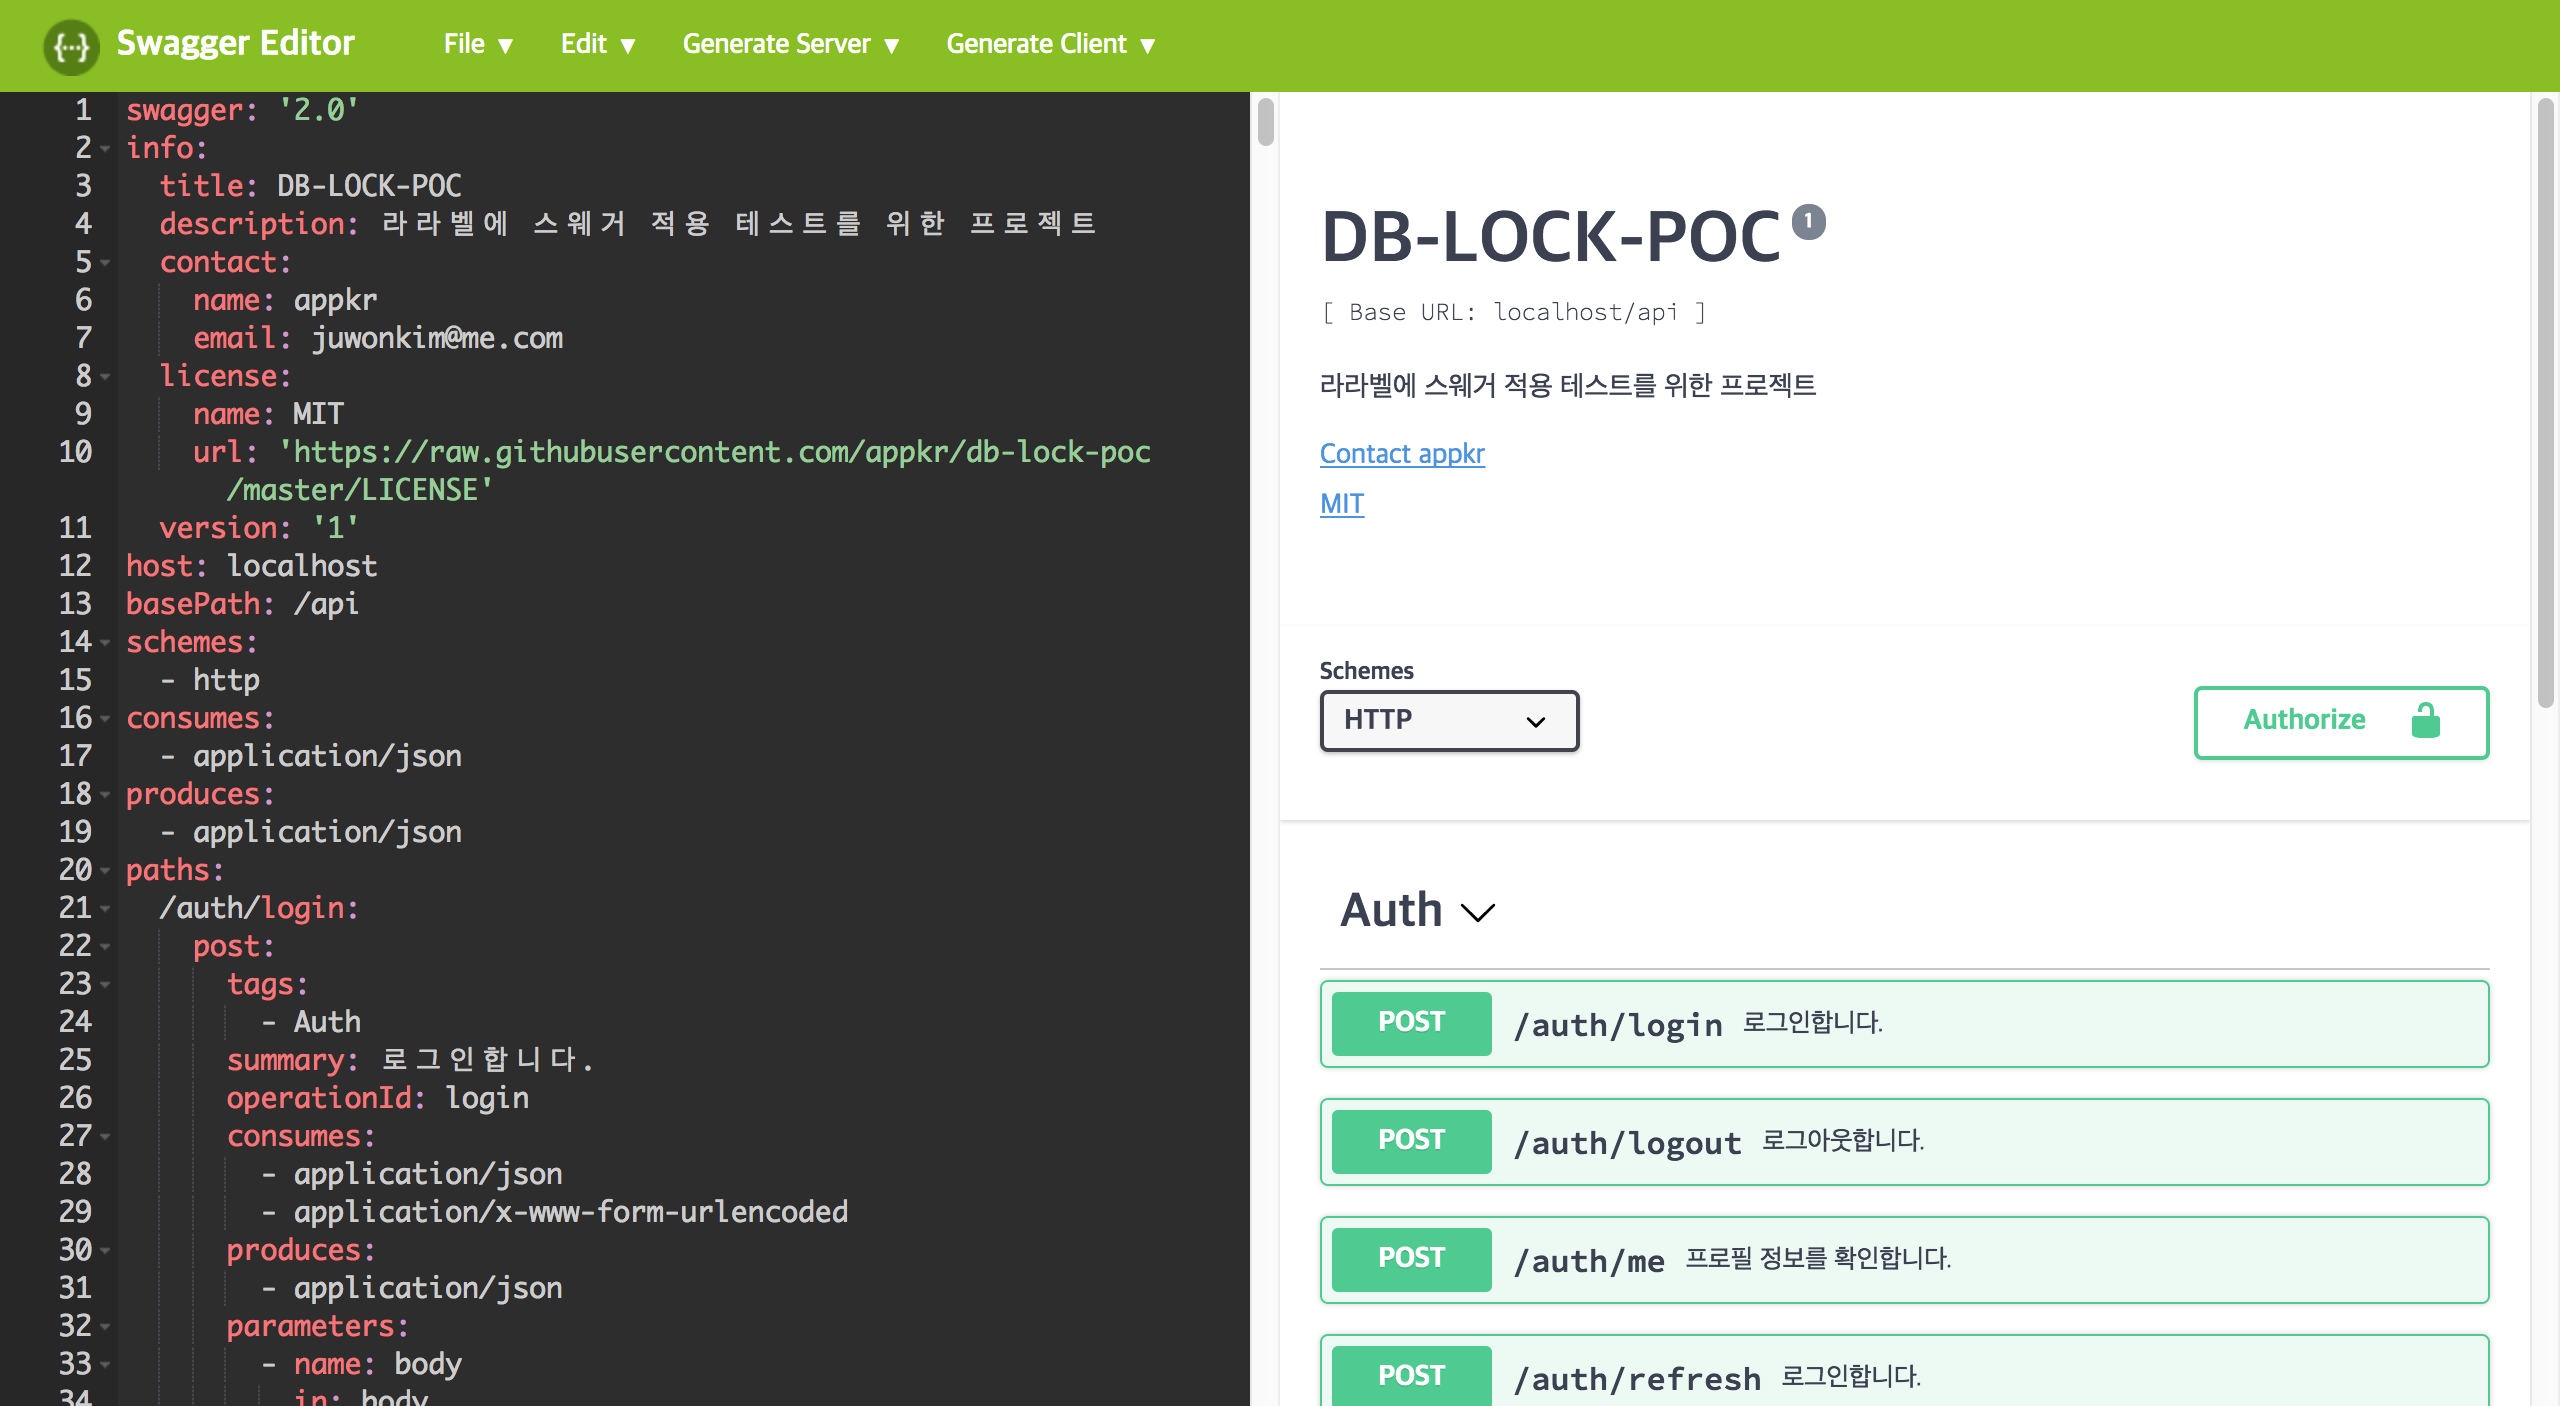 {...} Swagger Editor File ▼ Edit ▼ Generate Server ▼ Generate Client ▼
1 swagger: '2.0'
2 info:
3 title: DB-LOCK-POC
4 description: 라라벨에 스웨거 적용 테스트를 위한 프로젝트
5 contact:
6 name: appkr
7 email: juwonkim@me.com
8 license:
9 name: MIT
10 url: 'https://raw.githubusercontent.com/appkr/db-lock-poc
/master/LICENSE'
11 version: '1'
12 host: localhost
13 basePath: /api
14 schemes:
15 - http
16 consumes:
17 - application/json
18 produces:
19 - application/json
20 paths:
21 /auth/login:
22 post:
23 tags:
24 - Auth
25 summary: 로그인합니다.
26 operationId: login
27 consumes:
28 - application/json
29 - application/x-www-form-urlencoded
30 produces:
31 - application/json
32 parameters:
33 - name: body
34 in: body
DB-LOCK-POC 1
[ Base URL: localhost/api ]
라라벨에 스웨거 적용 테스트를 위한 프로젝트
Contact appkr
MIT
Schemes
HTTP
Authorize
Auth
POST /auth/login 로그인합니다.
POST /auth/logout 로그아웃합니다.
POST /auth/me 프로필 정보를 확인합니다.
POST /auth/refresh 로그인합니다.